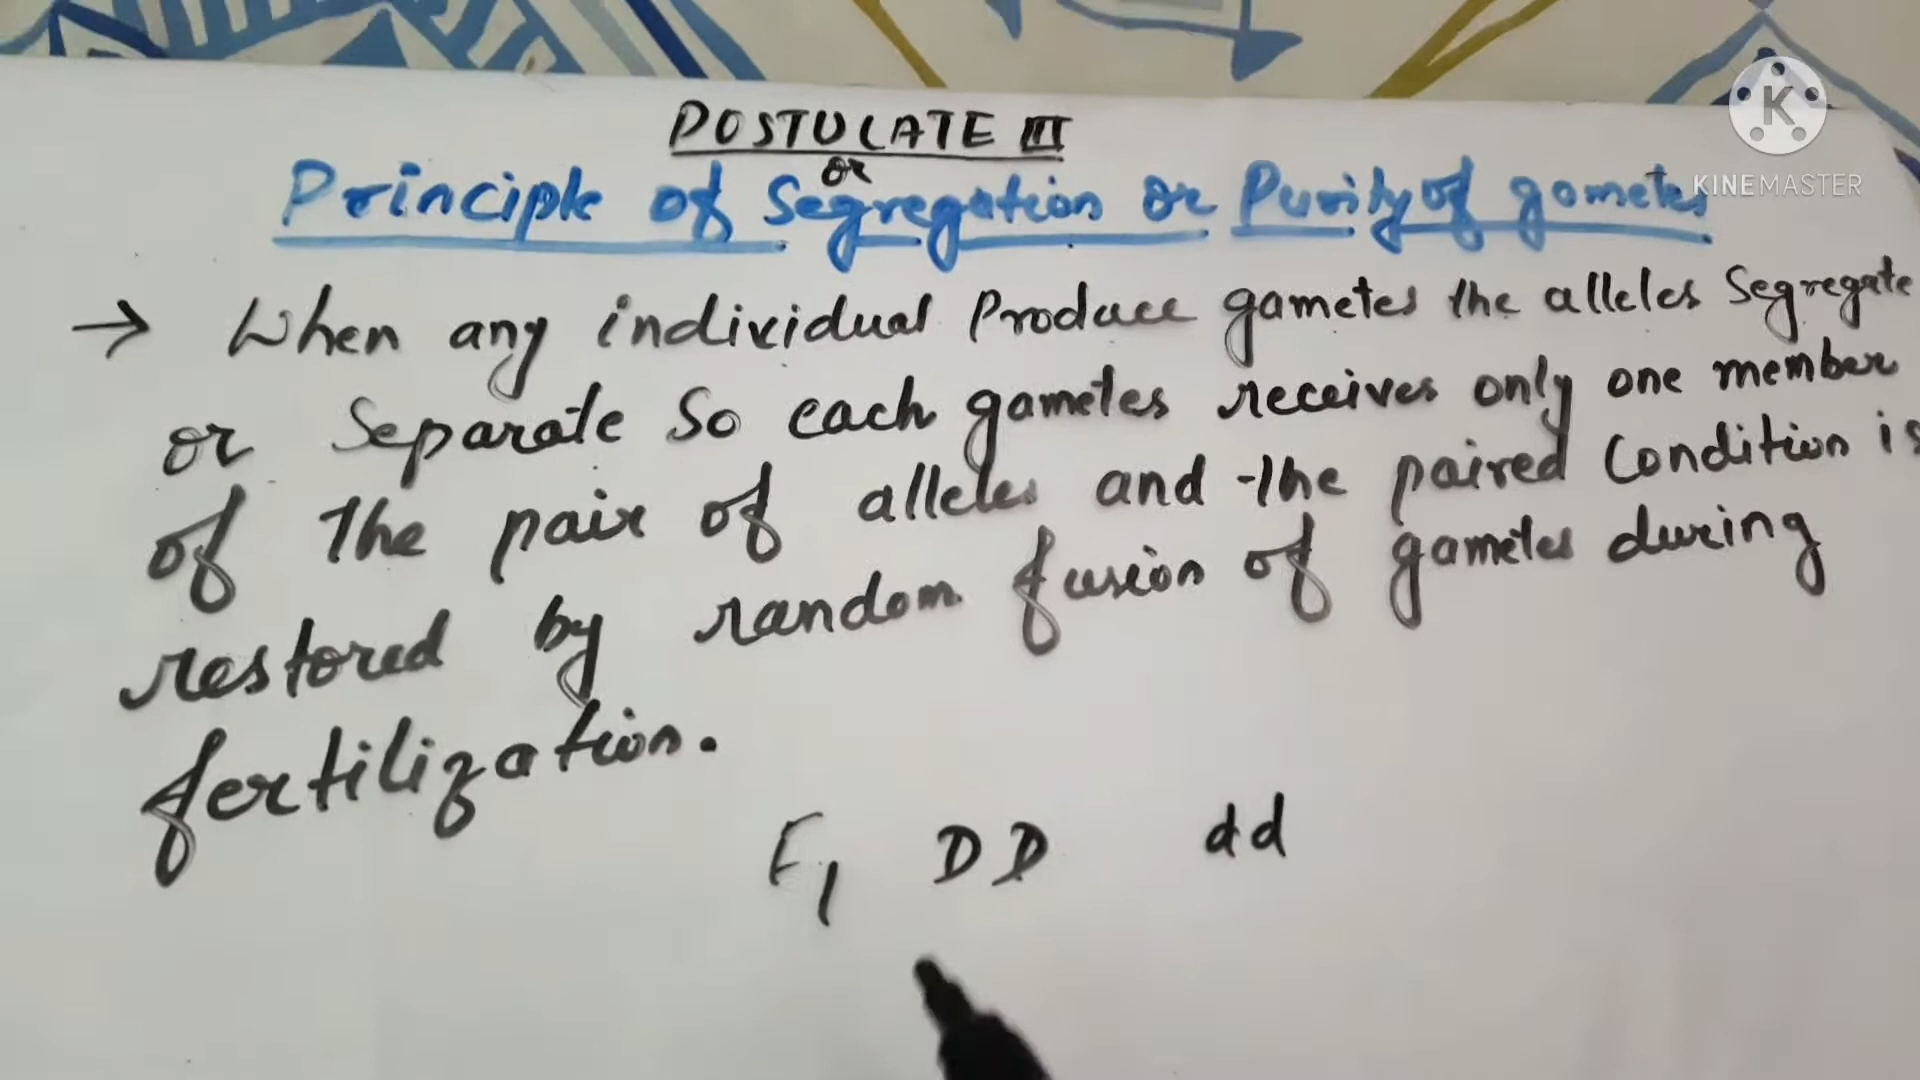 POSTULATE III
or
Principle of Segregation or Purity of gametes
KINEMASTER
→ When any individual Produce gametes the alleles Segregate
or Separate So each gametes receives only one member
of The pair of alleles and the paired Condition is
restored by random fusion of gametes during
fertilization.
F1 DD dd